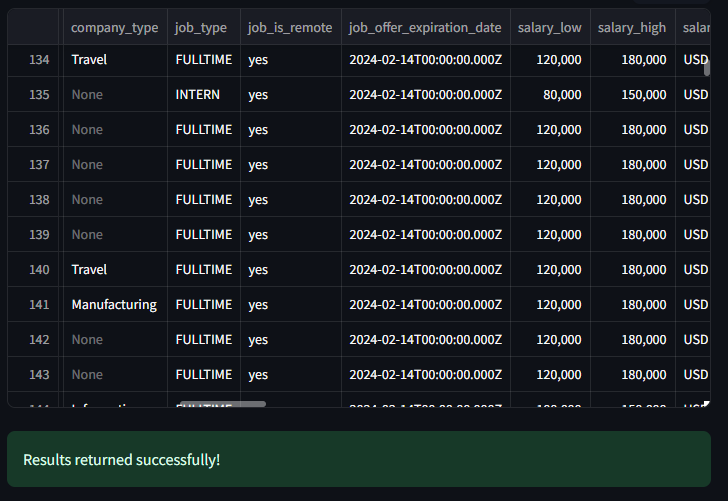 company_type job_type job_is_remote job_offer_expiration_date salary_low salary_high salar
134 Travel FULLTIME yes 2024-02-14T00:00:00.000Z 120,000 180,000 USD
135 None INTERN yes 2024-02-14T00:00:00.000Z 80,000 150,000 USD
136 None FULLTIME yes 2024-02-14T00:00:00.000Z 120,000 180,000 USD
137 None FULLTIME yes 2024-02-14T00:00:00.000Z 120,000 180,000 USD
138 None FULLTIME yes 2024-02-14T00:00:00.000Z 120,000 180,000 USD
139 None FULLTIME yes 2024-02-14T00:00:00.000Z 120,000 180,000 USD
140 Travel FULLTIME yes 2024-02-14T00:00:00.000Z 120,000 180,000 USD
141 Manufacturing FULLTIME yes 2024-02-14T00:00:00.000Z 120,000 180,000 USD
142 None FULLTIME yes 2024-02-14T00:00:00.000Z 120,000 180,000 USD
143 None FULLTIME yes 2024-02-14T00:00:00.000Z 120,000 180,000 USD
Results returned successfully!